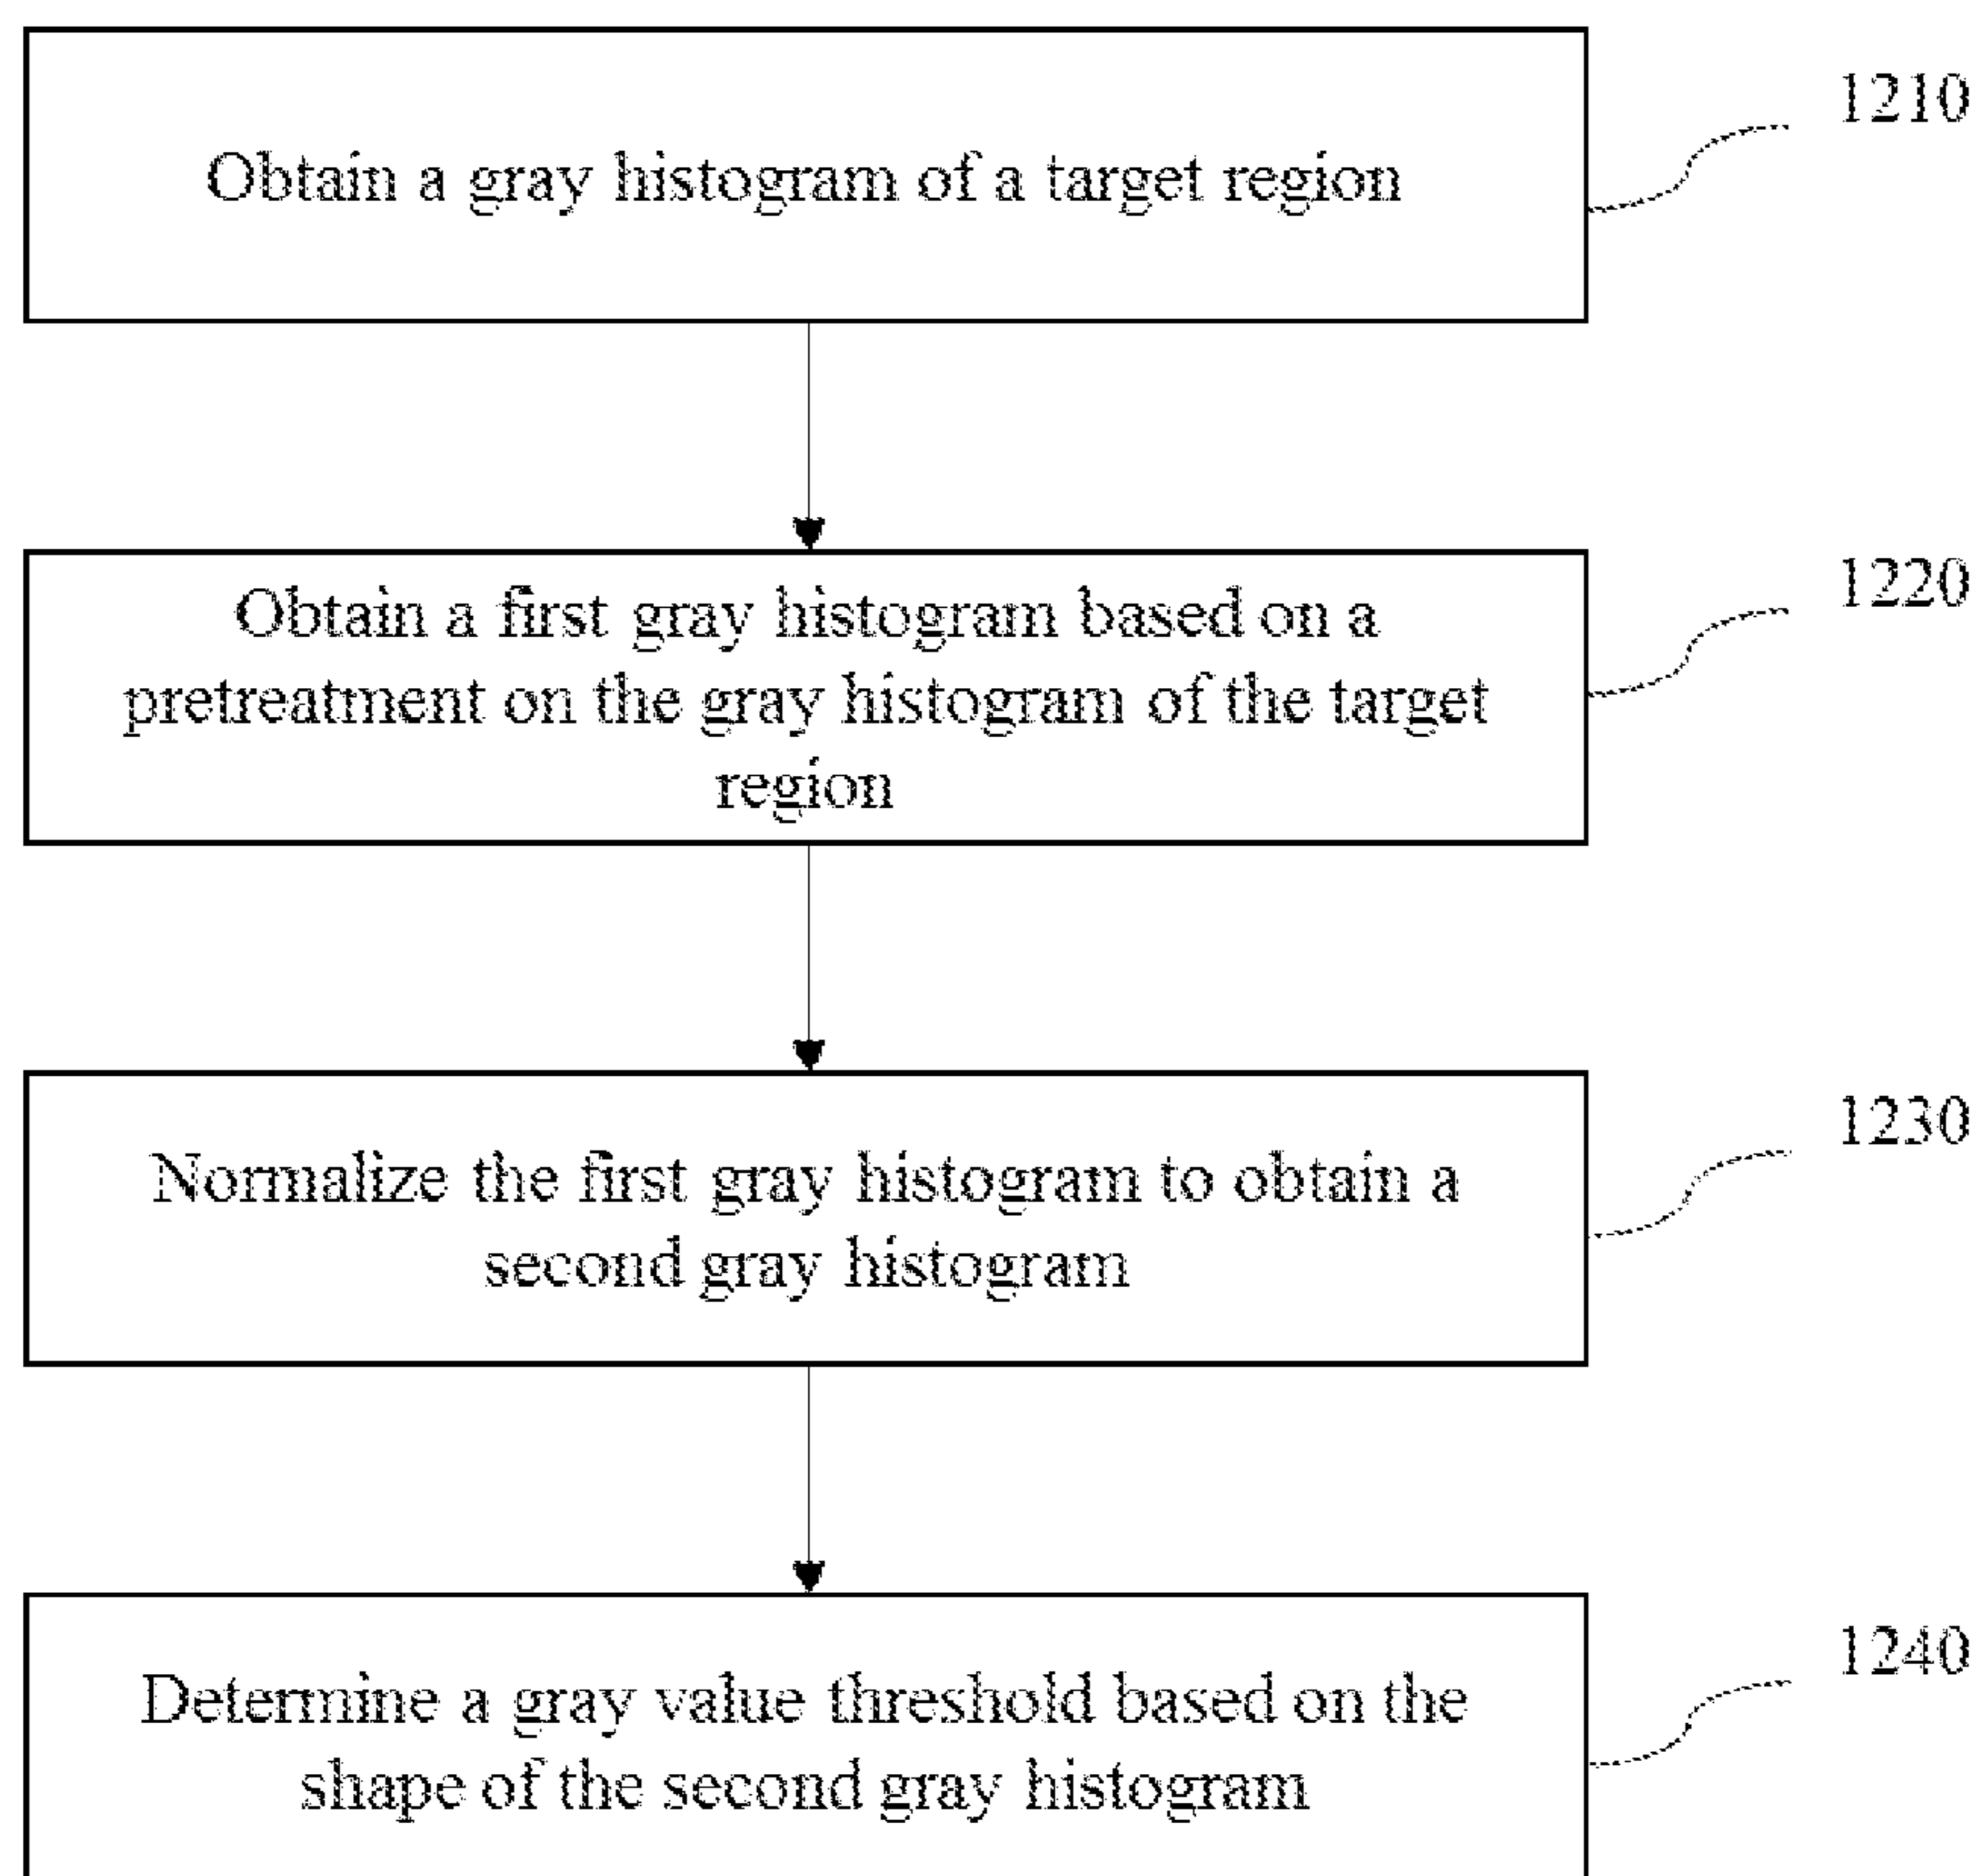 Obtain a gray histogram of a target region
1210
Obtain a first gray histogram based on a
pretreatment on the gray histogram of the target
region
1220
Normalize the first gray histogram to obtain a
second gray histogram
1230
Determine a gray value threshold based on the
shape of the second gray histogram
1240